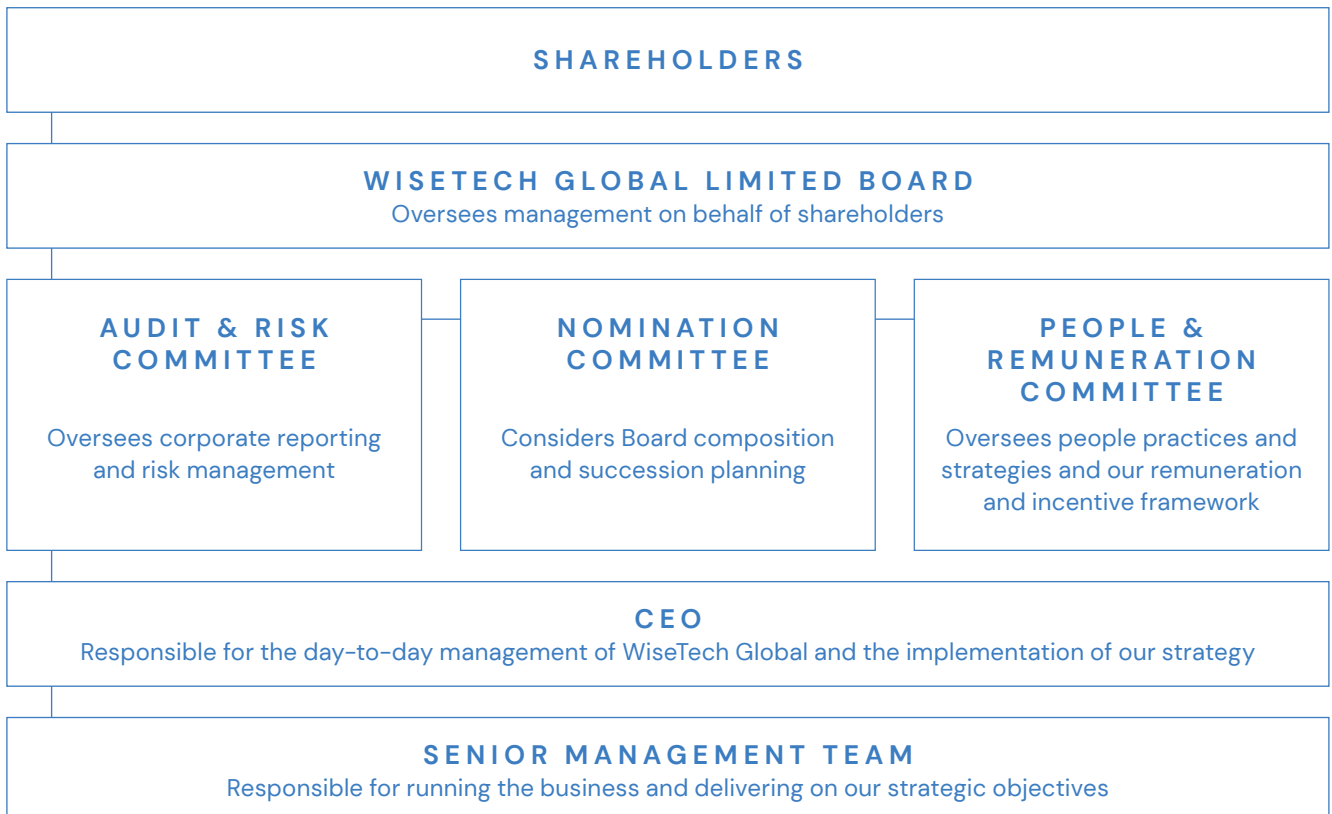 SHAREHOLDERS
WISETECH GLOBAL LIMITED BOARD
Oversees management on behalf of shareholders
AUDIT & RISK
COMMITTEE
Oversees corporate reporting
and risk management
NOMINATION
COMMITTEE
Considers Board composition
and succession planning
PEOPLE &
REMUNERATION
COMMITTEE
Oversees people practices and
strategies and our remuneration
and incentive framework
CEO
Responsible for the day-to-day management of WiseTech Global and the implementation of our strategy
SENIOR MANAGEMENT TEAM
Responsible for running the business and delivering on our strategic objectives